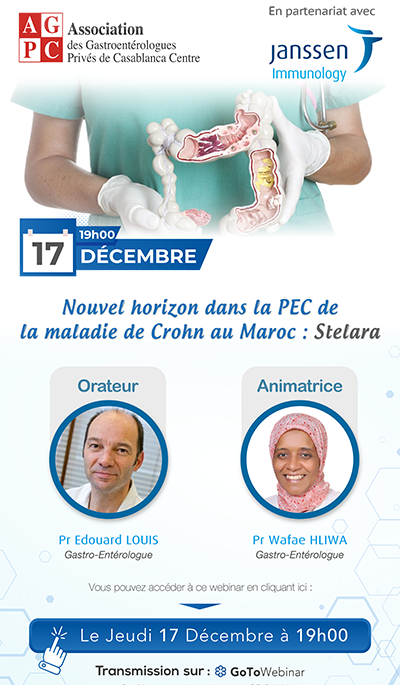 En partenariat avec
AG
PC
Association
des Gastroentérologues
Privés de Casablanca Centre
janssen
Immunology
19h00
17
DÉCEMBRE
Nouvel horizon dans la PEC de
la maladie de Crohn au Maroc : Stelara
Orateur
Animatrice
Pr Edouard LOUIS
Gastro-Entérologue
Pr Wafae HLIWA
Gastro-Entérologue
Vous pouvez accéder à ce webinar en cliquant ici :
Le Jeudi 17 Décembre à 19h00
Transmission sur : GoToWebinar